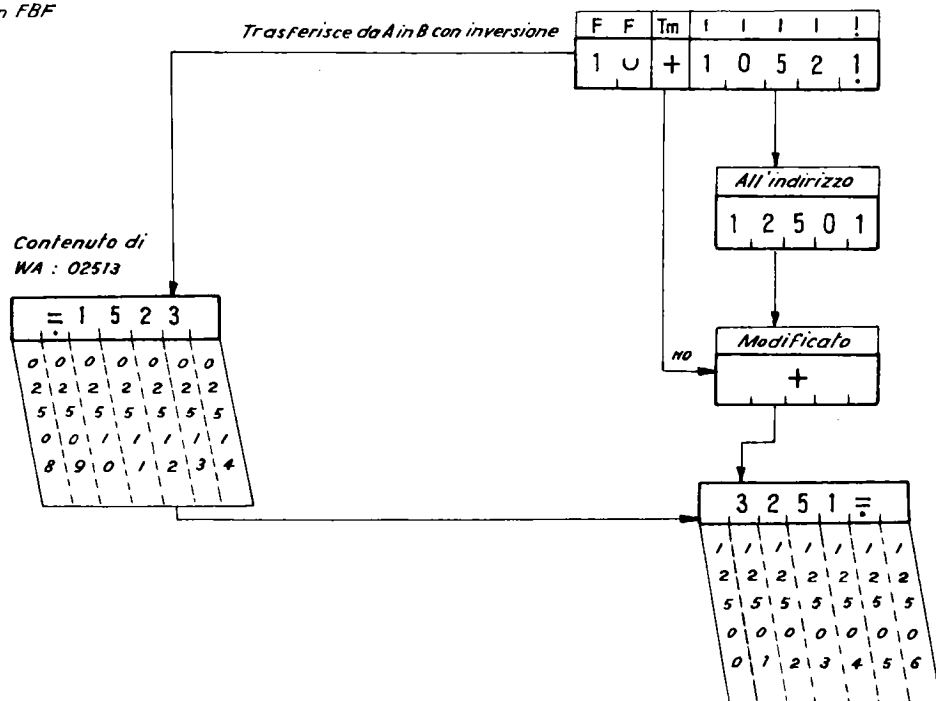 n FBF
Trasferisce da A in B con inversione
F F Tm 1 1 1 1 !
1 ∪ + 1 0 5 2 1
All'indirizzo
1 2 5 0 1
Contenuto di
WA : 02513
= 1 5 2 3
0 0 0 0 0 0 0
2 2 2 2 2 2 2
5 5 5 5 5 5 5
0 0 1 1 1 1 1
8 9 0 1 2 3 4
NO
Modificato
+
3 2 5 1 =
1 1 1 1 1 1 1
2 2 2 2 2 2 2
5 5 5 5 5 5 5
0 0 0 0 0 0 0
0 1 2 3 4 5 6